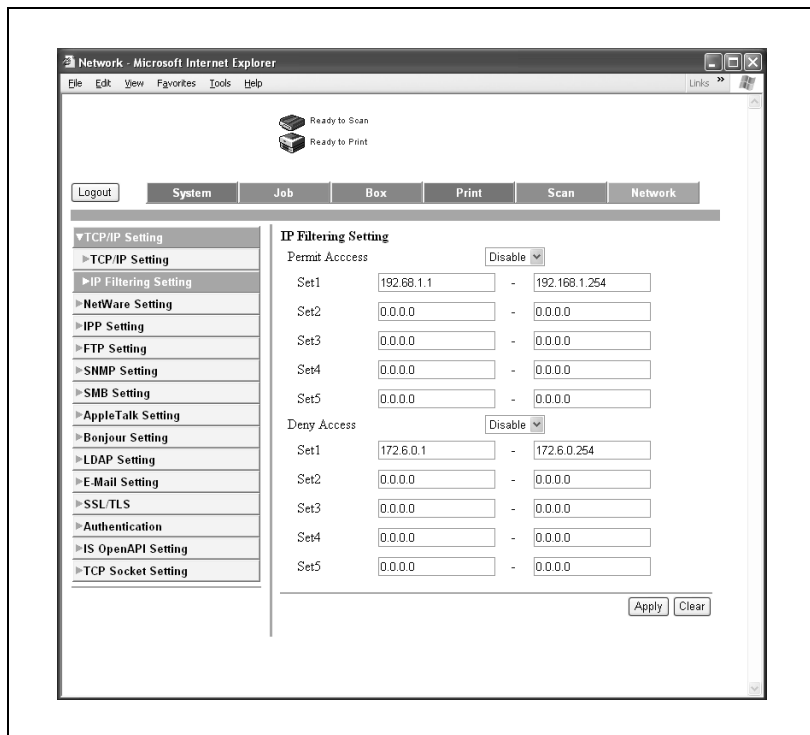 Network - Microsoft Internet Explorer
File Edit View Favorites Tools Help
Links »
Ready to Scan
Ready to Print
Logout System Job Box Print Scan Network
TCP/IP Setting
TCP/IP Setting
IP Filtering Setting
NetWare Setting
IPP Setting
FTP Setting
SNMP Setting
SMB Setting
AppleTalk Setting
Bonjour Setting
LDAP Setting
E-Mail Setting
SSL/TLS
Authentication
IS OpenAPI Setting
TCP Socket Setting
IP Filtering Setting
Permit Acccess Disable
Set1 192.68.1.1 - 192.168.1.254
Set2 0.0.0.0 - 0.0.0.0
Set3 0.0.0.0 - 0.0.0.0
Set4 0.0.0.0 - 0.0.0.0
Set5 0.0.0.0 - 0.0.0.0
Deny Access Disable
Set1 172.6.0.1 - 172.6.0.254
Set2 0.0.0.0 - 0.0.0.0
Set3 0.0.0.0 - 0.0.0.0
Set4 0.0.0.0 - 0.0.0.0
Set5 0.0.0.0 - 0.0.0.0
Apply Clear